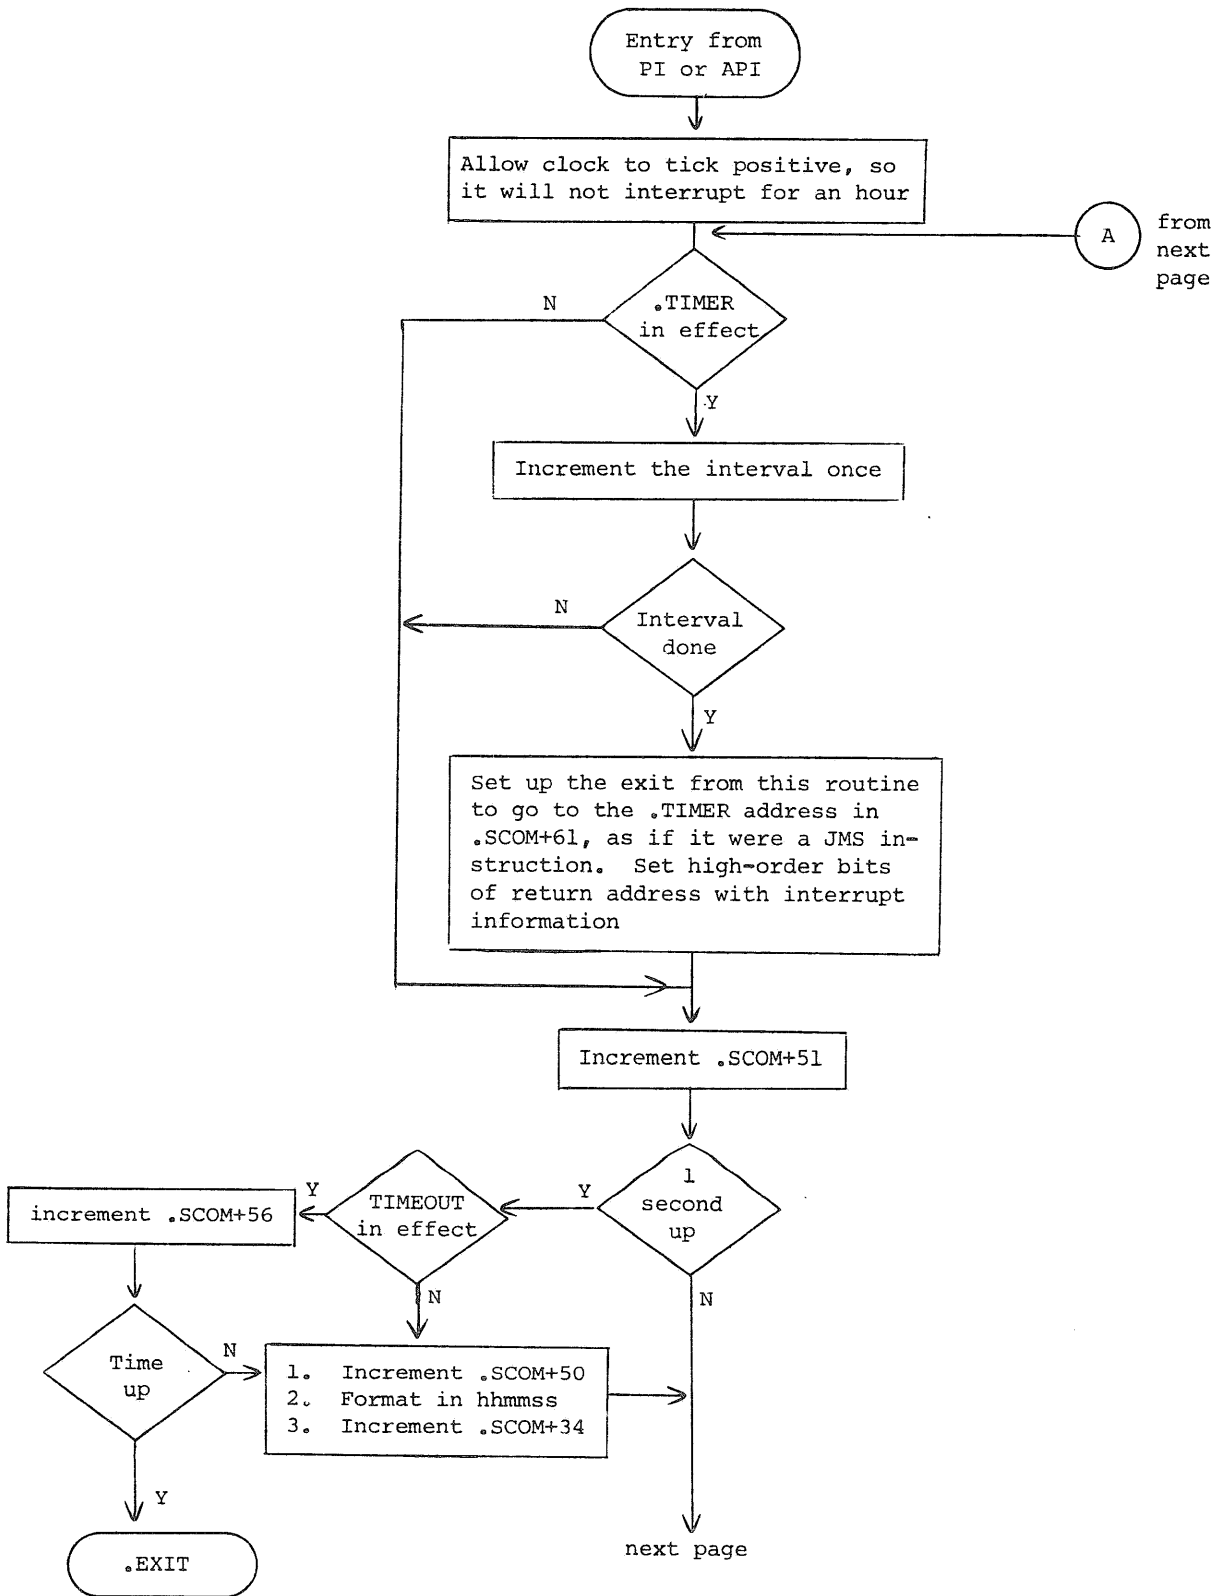 Entry from
PI or API
Allow clock to tick positive, so
it will not interrupt for an hour
A
from
next
page
N
.TIMER
in effect
Y
Increment the interval once
N
Interval
done
Y
Set up the exit from this routine
to go to the .TIMER address in
.SCOM+61, as if it were a JMS in-
struction. Set high-order bits
of return address with interrupt
information
Increment .SCOM+51
1
second
up
Y
TIMEOUT
in effect
Y
increment .SCOM+56
N
N
Time
up
N
1. Increment .SCOM+50
2. Format in hhmmss
3. Increment .SCOM+34
Y
.EXIT
next page